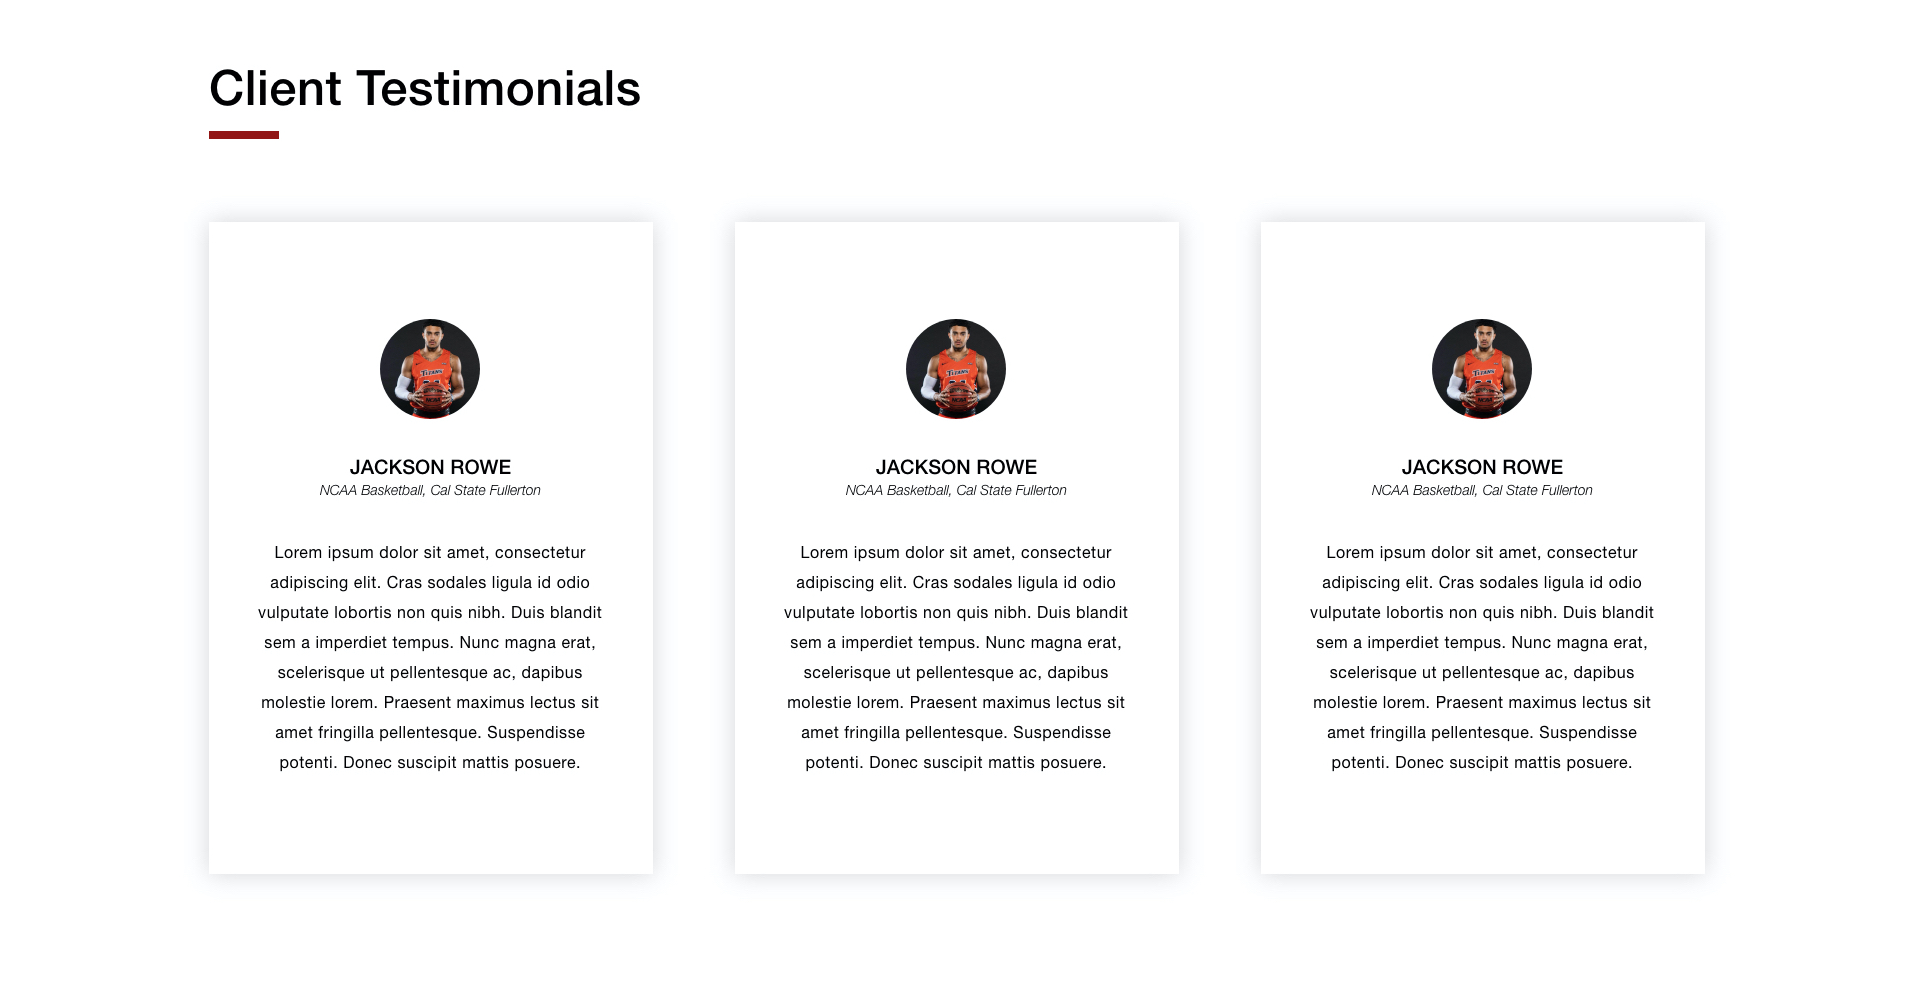 Client Testimonials
TITANS
NCAA
JACKSON ROWE
NCAA Basketball, Cal State Fullerton
Lorem ipsum dolor sit amet, consectetur
adipiscing elit. Cras sodales ligula id odio
vulputate lobortis non quis nibh. Duis blandit
sem a imperdiet tempus. Nunc magna erat,
scelerisque ut pellentesque ac, dapibus
molestie lorem. Praesent maximus lectus sit
amet fringilla pellentesque. Suspendisse
potenti. Donec suscipit mattis posuere.
TITANS
NCAA
JACKSON ROWE
NCAA Basketball, Cal State Fullerton
Lorem ipsum dolor sit amet, consectetur
adipiscing elit. Cras sodales ligula id odio
vulputate lobortis non quis nibh. Duis blandit
sem a imperdiet tempus. Nunc magna erat,
scelerisque ut pellentesque ac, dapibus
molestie lorem. Praesent maximus lectus sit
amet fringilla pellentesque. Suspendisse
potenti. Donec suscipit mattis posuere.
TITANS
NCAA
JACKSON ROWE
NCAA Basketball, Cal State Fullerton
Lorem ipsum dolor sit amet, consectetur
adipiscing elit. Cras sodales ligula id odio
vulputate lobortis non quis nibh. Duis blandit
sem a imperdiet tempus. Nunc magna erat,
scelerisque ut pellentesque ac, dapibus
molestie lorem. Praesent maximus lectus sit
amet fringilla pellentesque. Suspendisse
potenti. Donec suscipit mattis posuere.